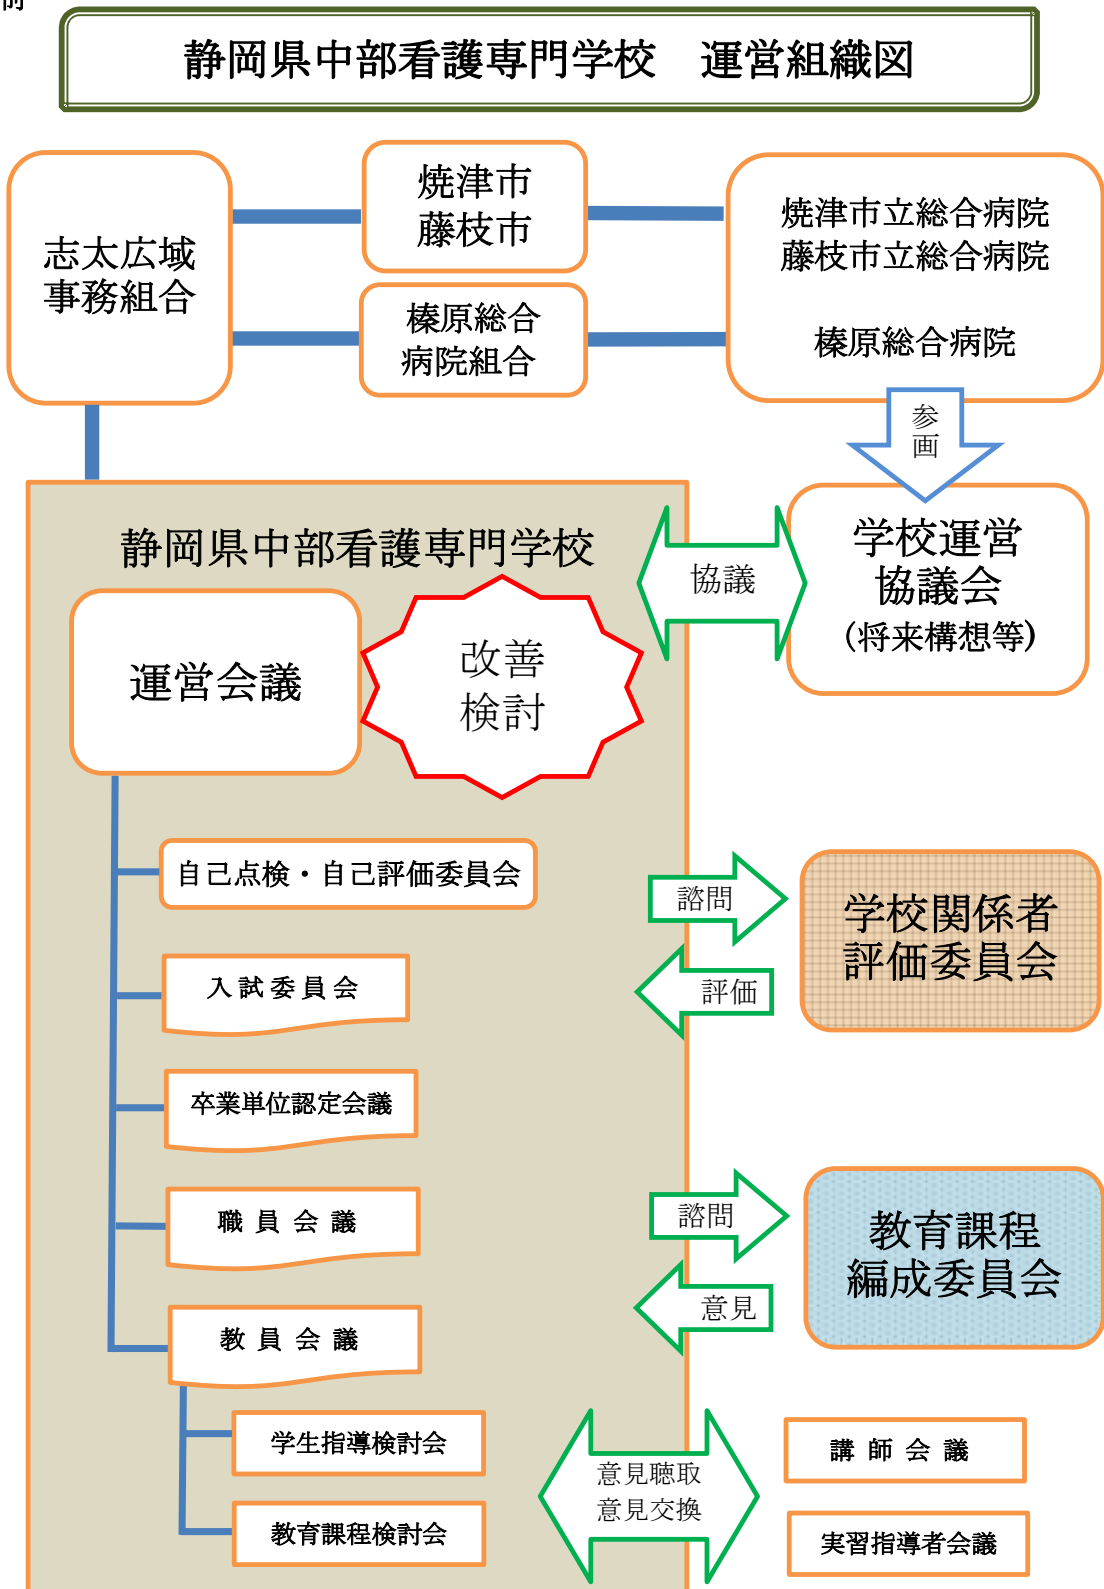 前
静岡県中部看護専門学校　運営組織図
焼津市
藤枝市
志太広域
事務組合
榛原総合
病院組合
焼津市立総合病院
藤枝市立総合病院
榛原総合病院
参
画
静岡県中部看護専門学校
協議
学校運営
協議会
(将来構想等)
運営会議
改善
検討
自己点検・自己評価委員会
諮問
評価
学校関係者
評価委員会
入試委員会
卒業単位認定会議
職員会議
諮問
意見
教育課程
編成委員会
教員会議
学生指導検討会
教育課程検討会
意見聴取
意見交換
講師会議
実習指導者会議